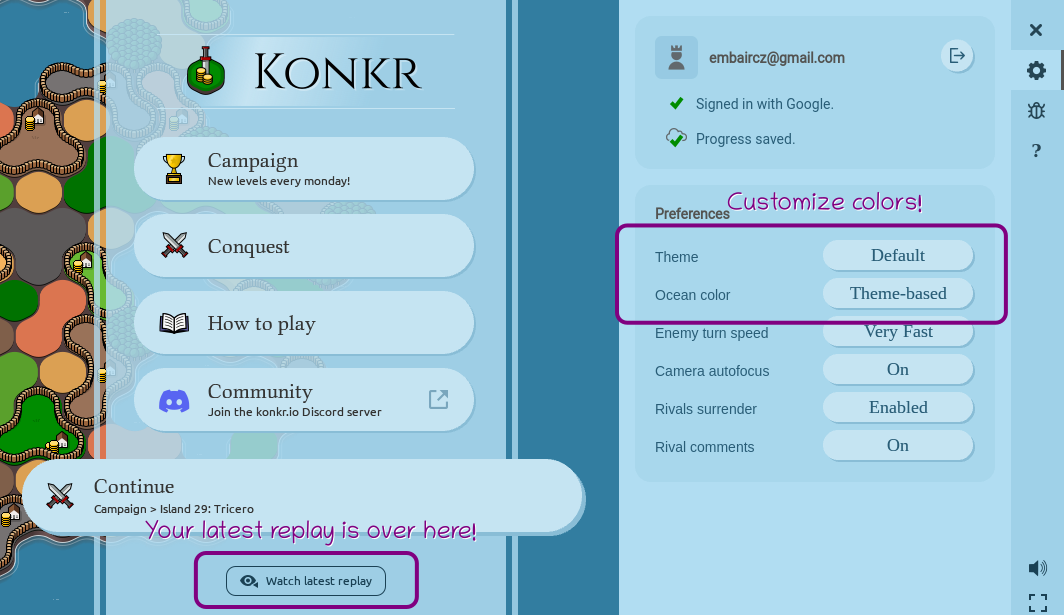 Konkr
Campaign
New levels every monday!
Conquest
How to play
Community
Join the konkr.io Discord server
Continue
Campaign > Island 29: Tricero
Your latest replay is over here!
Watch latest replay
embaircz@gmail.com
Signed in with Google.
Progress saved.
Customize colors!
Preferences
Theme Default
Ocean color Theme-based
Enemy turn speed Very Fast
Camera autofocus On
Rivals surrender Enabled
Rival comments On
?